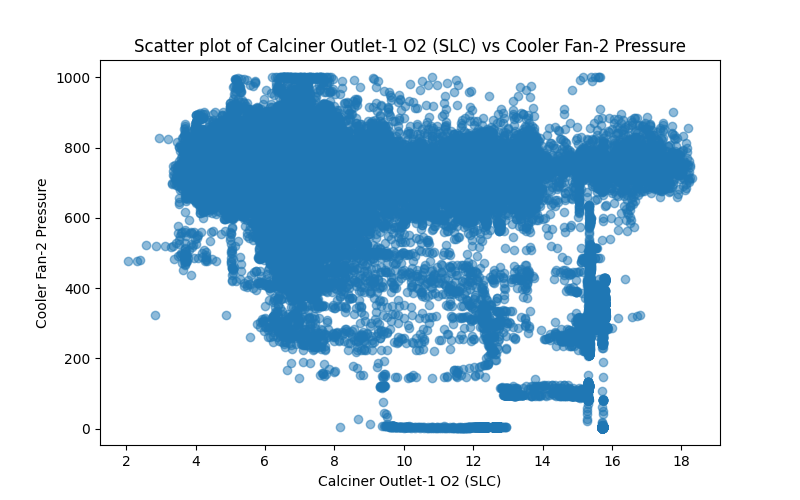 Scatter plot of Calciner Outlet-1 O2 (SLC) vs Cooler Fan-2 Pressure
1000
800
600
400
200
0
Cooler Fan-2 Pressure
2 4 6 8 10 12 14 16 18
Calciner Outlet-1 O2 (SLC)